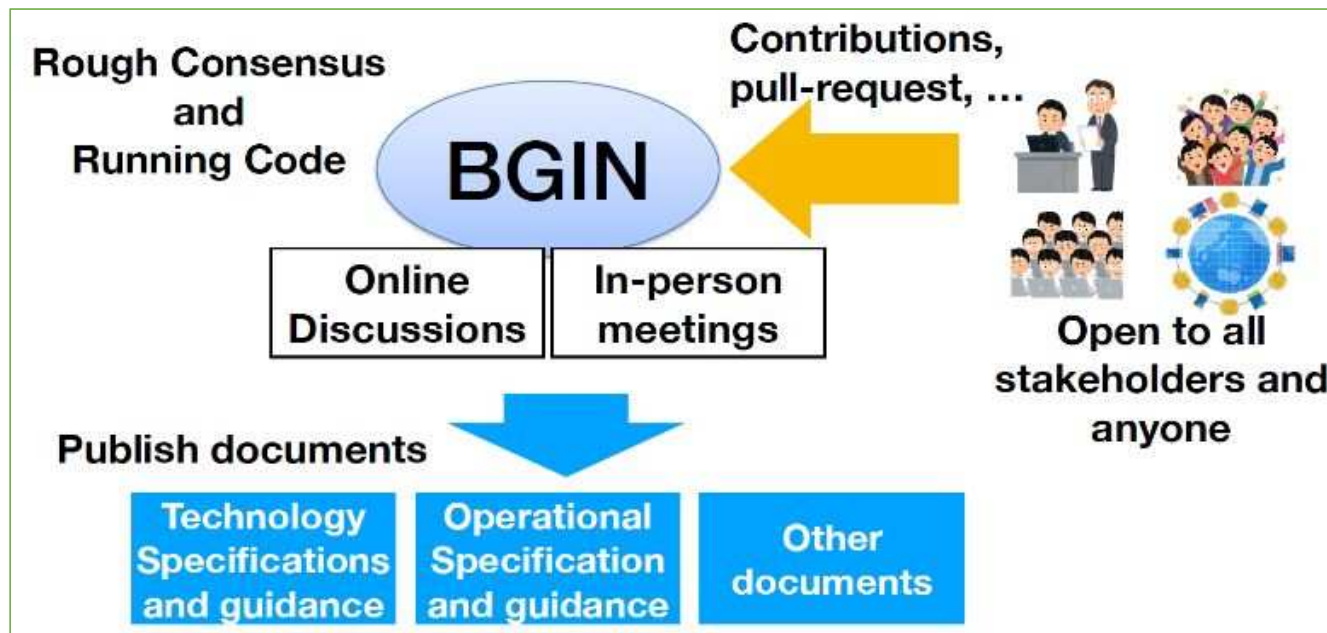 Rough Consensus
and
Running Code
BGIN
Contributions,
pull-request, ...
Online
Discussions
In-person
meetings
Open to all
stakeholders and
anyone
Publish documents
Technology
Specifications
and guidance
Operational
Specification
and guidance
Other
documents